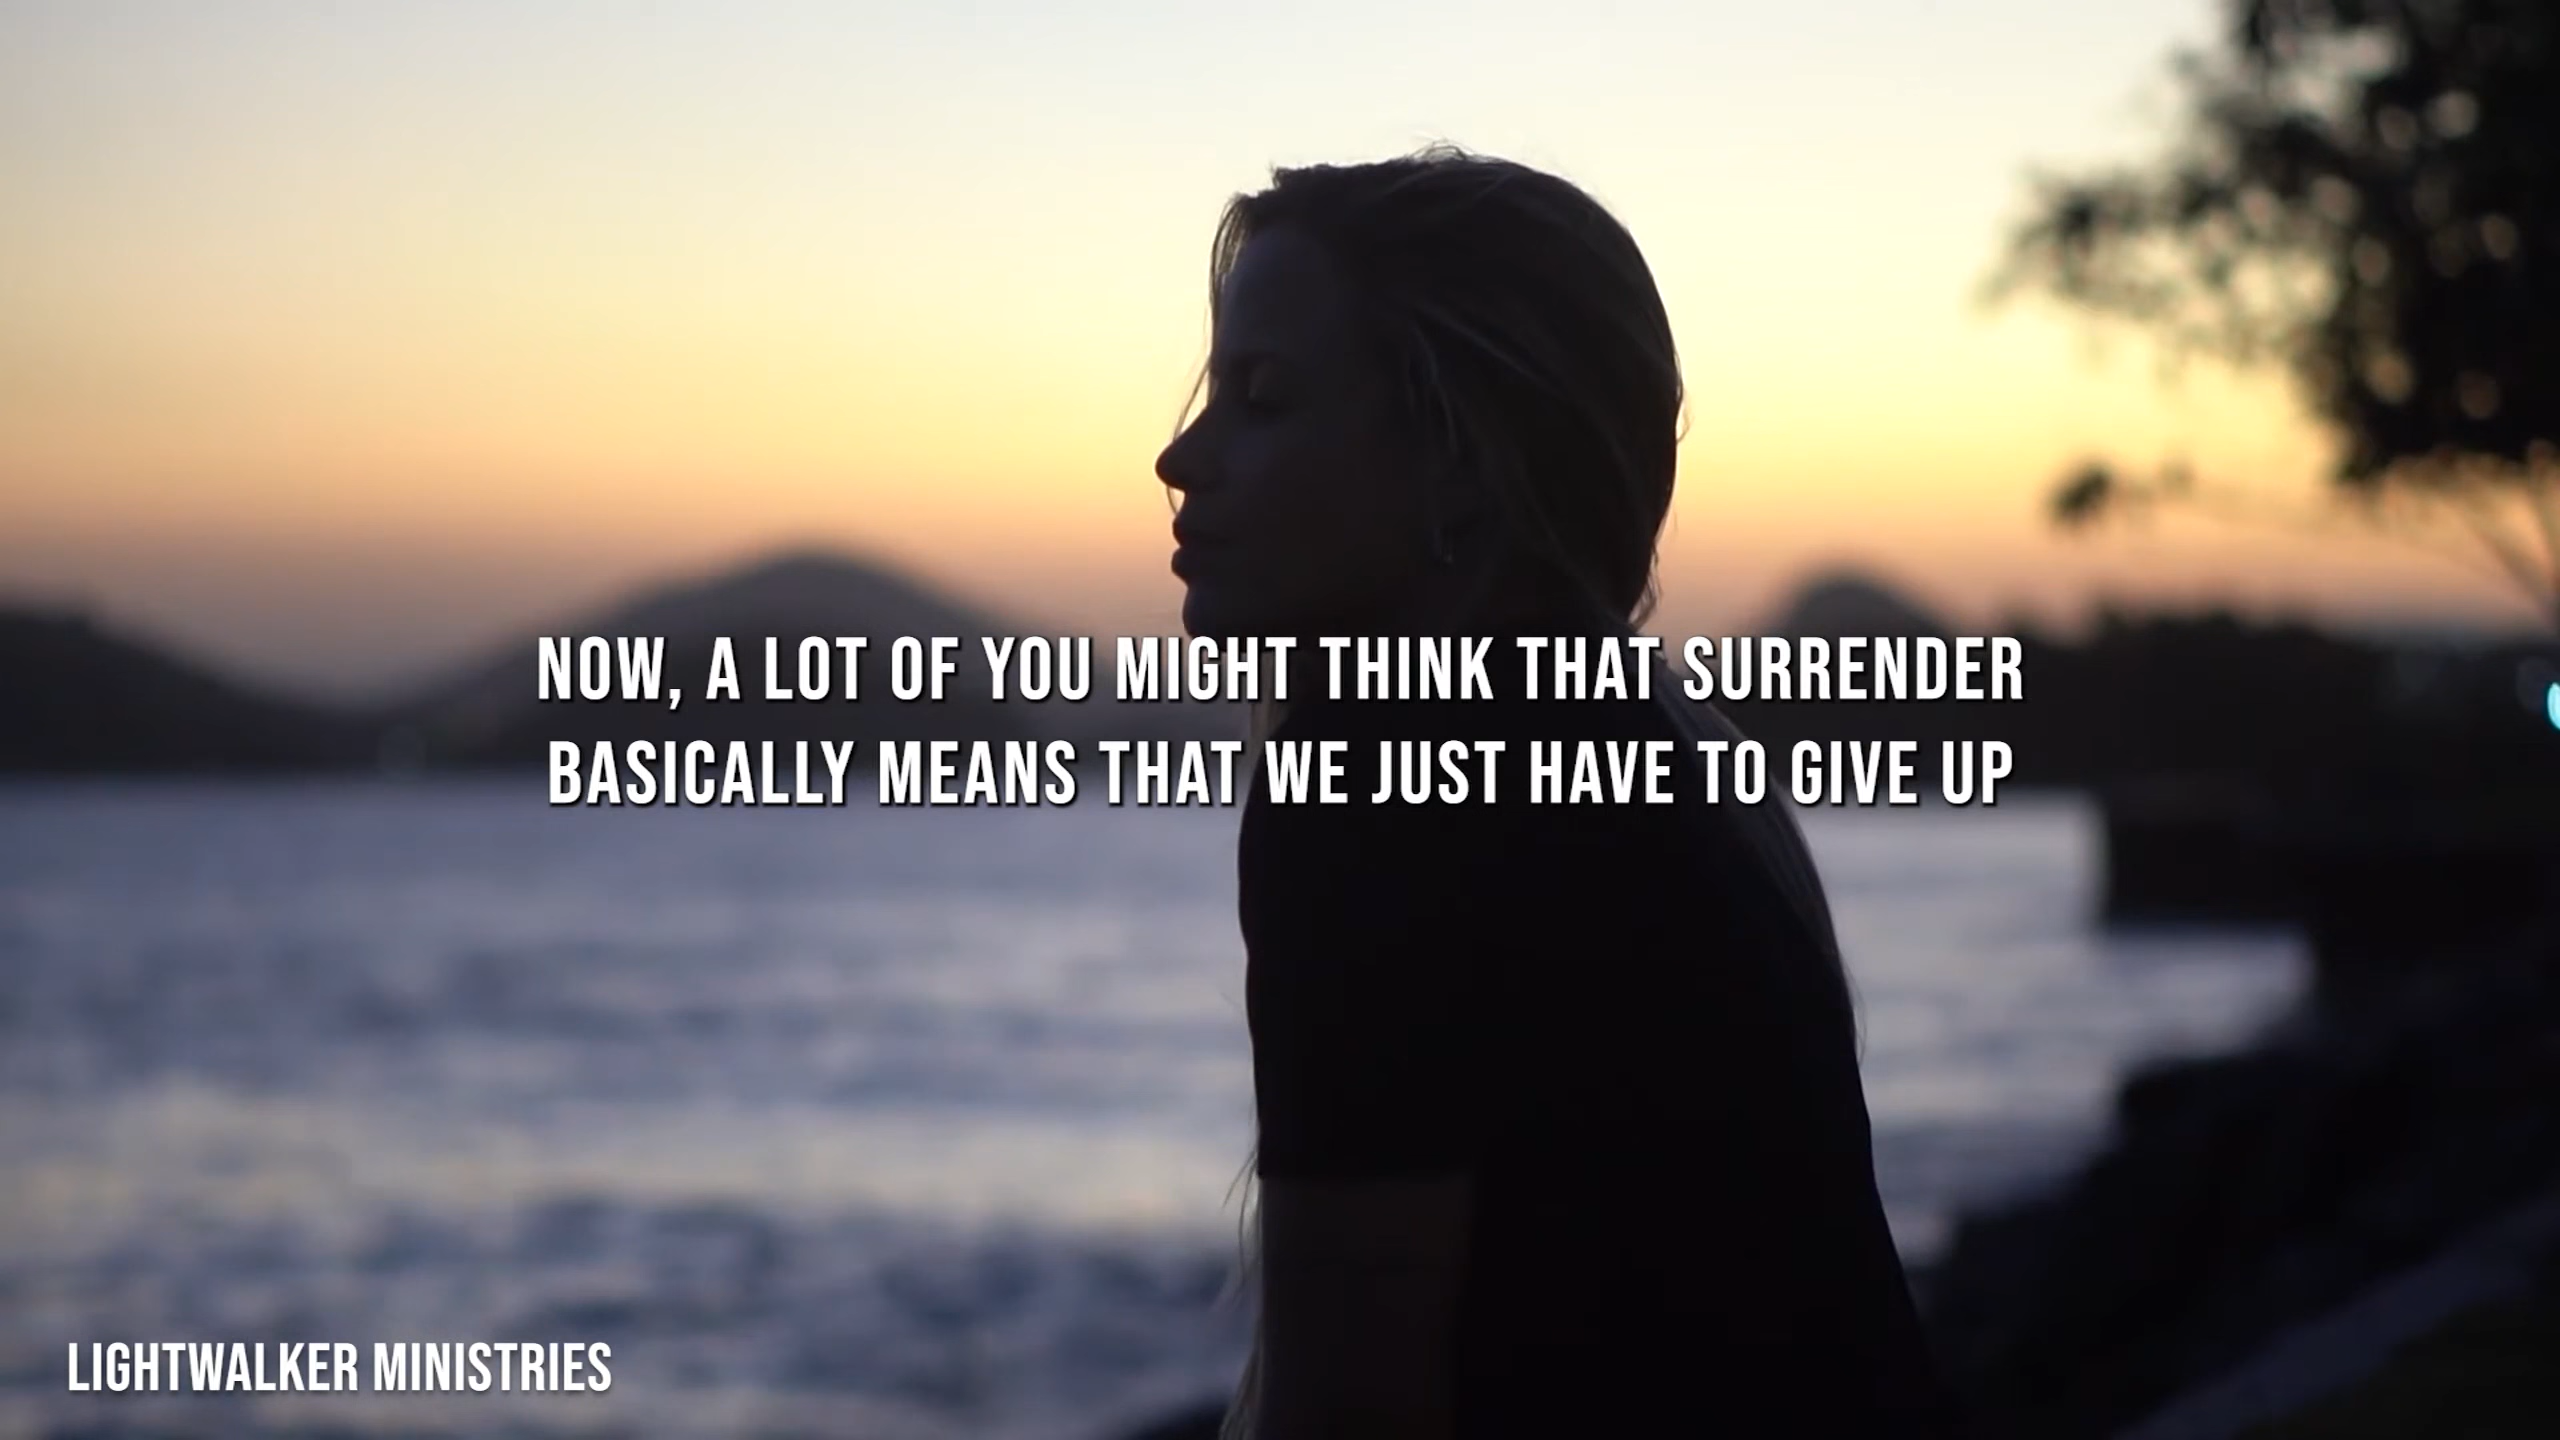 NOW, A LOT OF YOU MIGHT THINK THAT SURRENDER
BASICALLY MEANS THAT WE JUST HAVE TO GIVE UP
LIGHTWALKER MINISTRIES